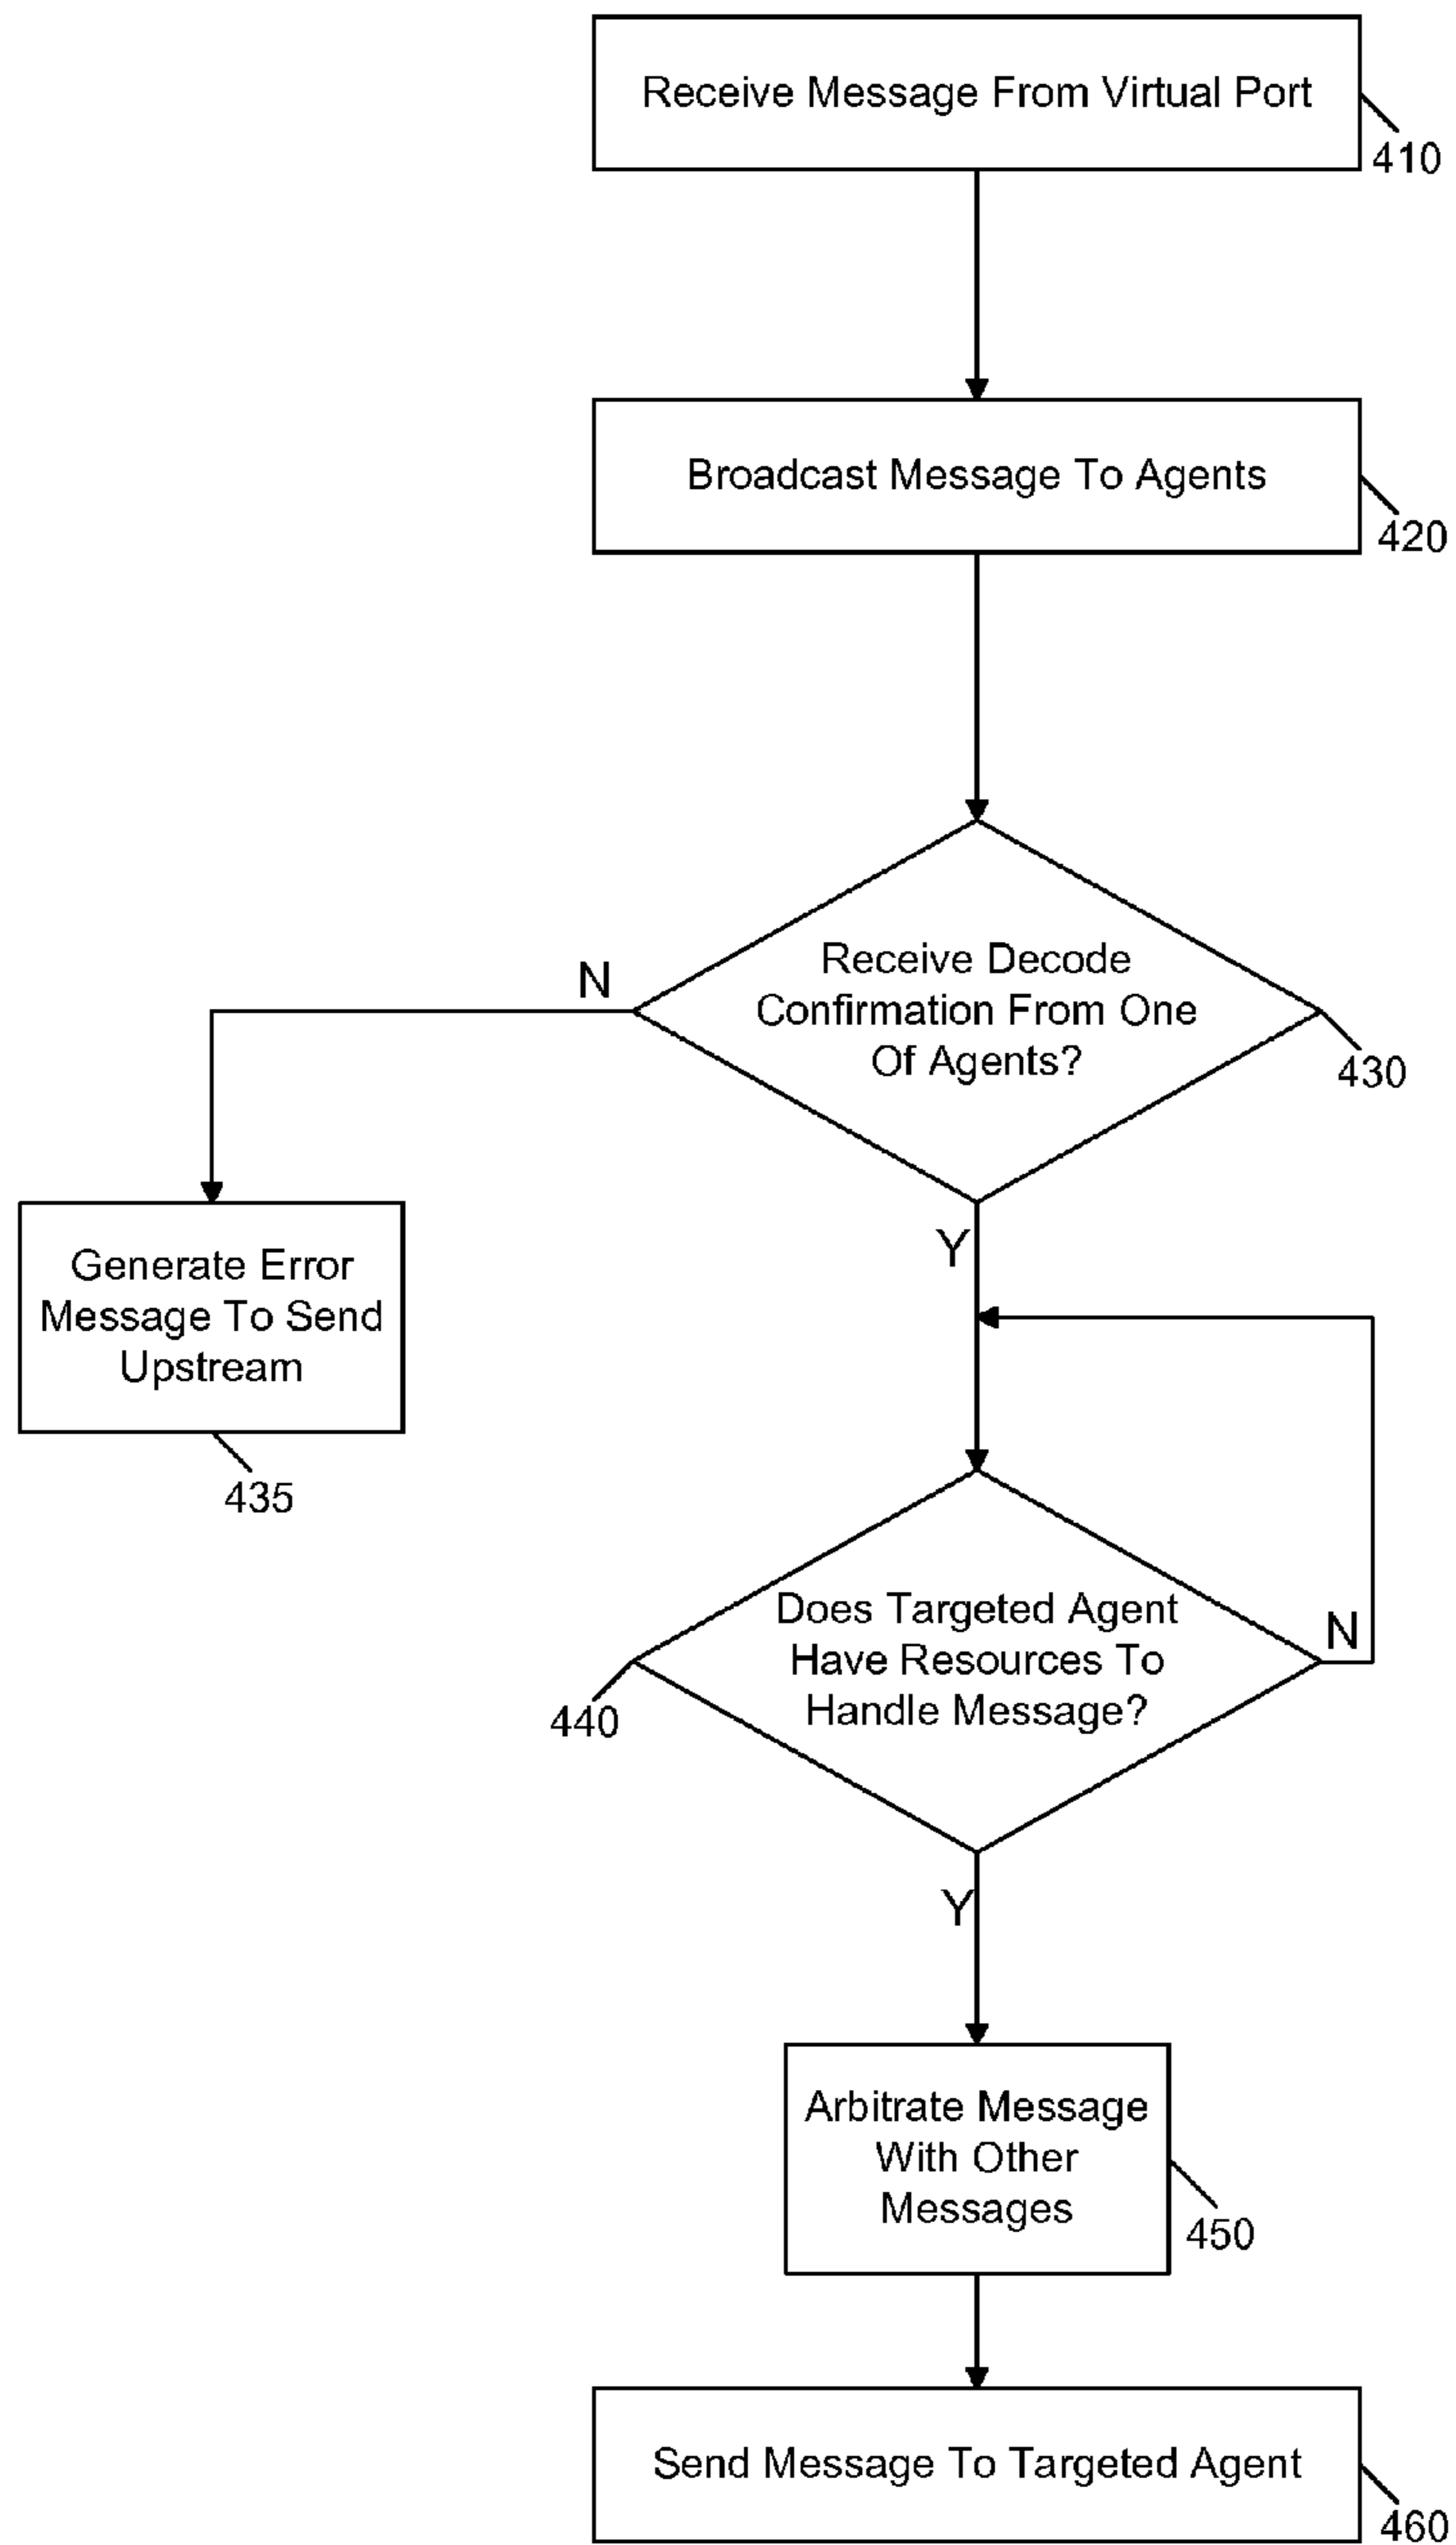 Receive Message From Virtual Port
410
Broadcast Message To Agents
420
Receive Decode
Confirmation From One
Of Agents?
430
N
Y
Generate Error
Message To Send
Upstream
435
Does Targeted Agent
Have Resources To
Handle Message?
440
N
Y
Arbitrate Message
With Other
Messages
450
Send Message To Targeted Agent
460